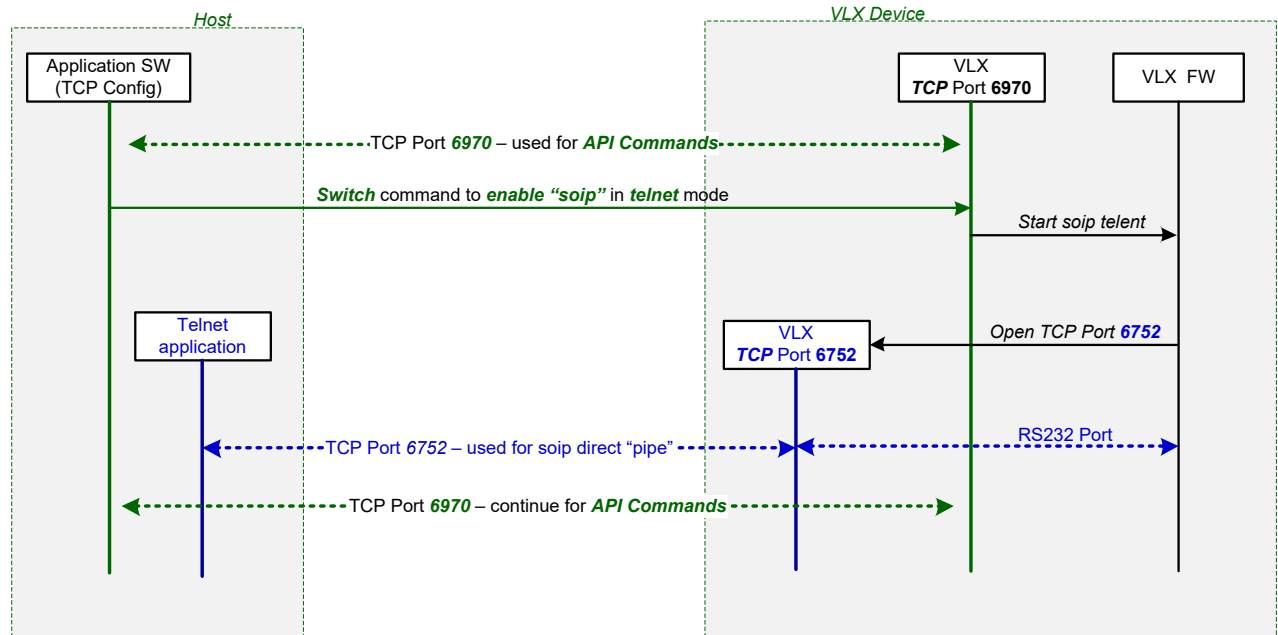 Host
VLX Device
Application SW
(TCP Config)
VLX
TCP Port 6970
VLX FW
TCP Port 6970 – used for API Commands
Switch command to enable “soip” in telnet mode
Start soip telent
Telnet
application
VLX
TCP Port 6752
Open TCP Port 6752
TCP Port 6752 – used for soip direct “pipe”
RS232 Port
TCP Port 6970 – continue for API Commands